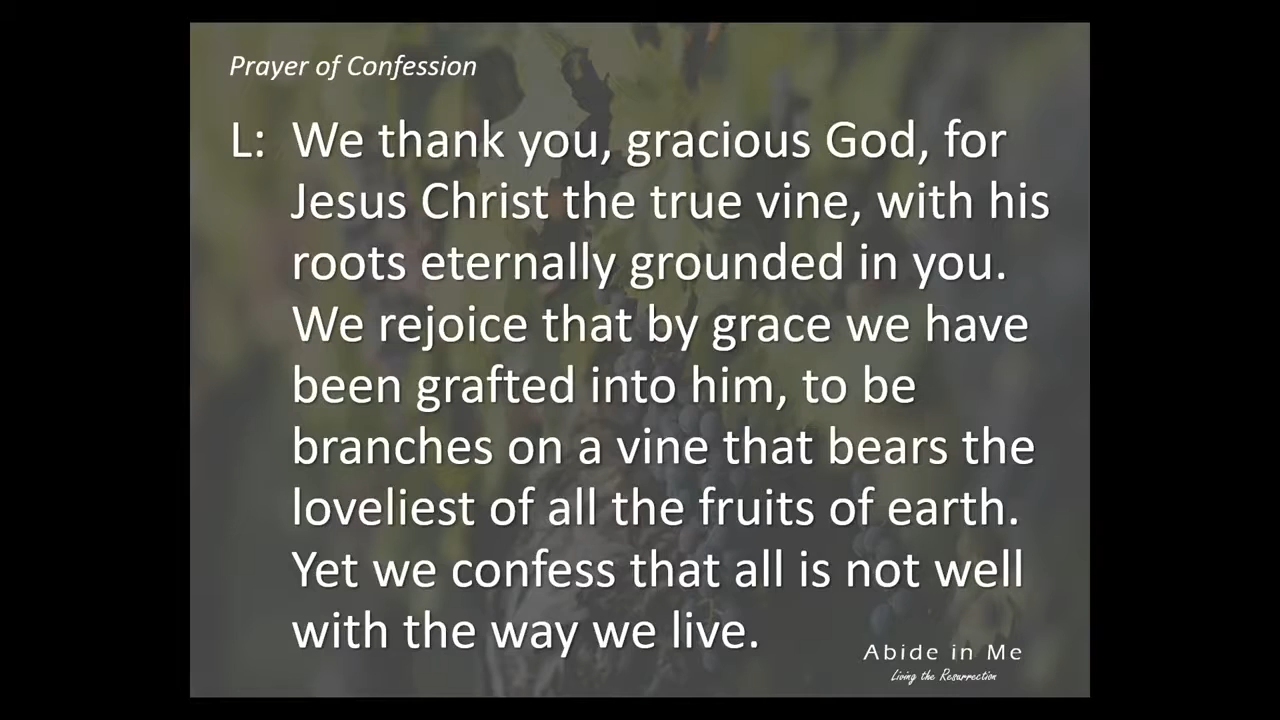 Prayer of Confession
L: We thank you, gracious God, for
Jesus Christ the true vine, with his
roots eternally grounded in you.
We rejoice that by grace we have
been grafted into him, to be
branches on a vine that bears the
loveliest of all the fruits of earth.
Yet we confess that all is not well
with the way we live.
Abide in Me
Living the Resurrection